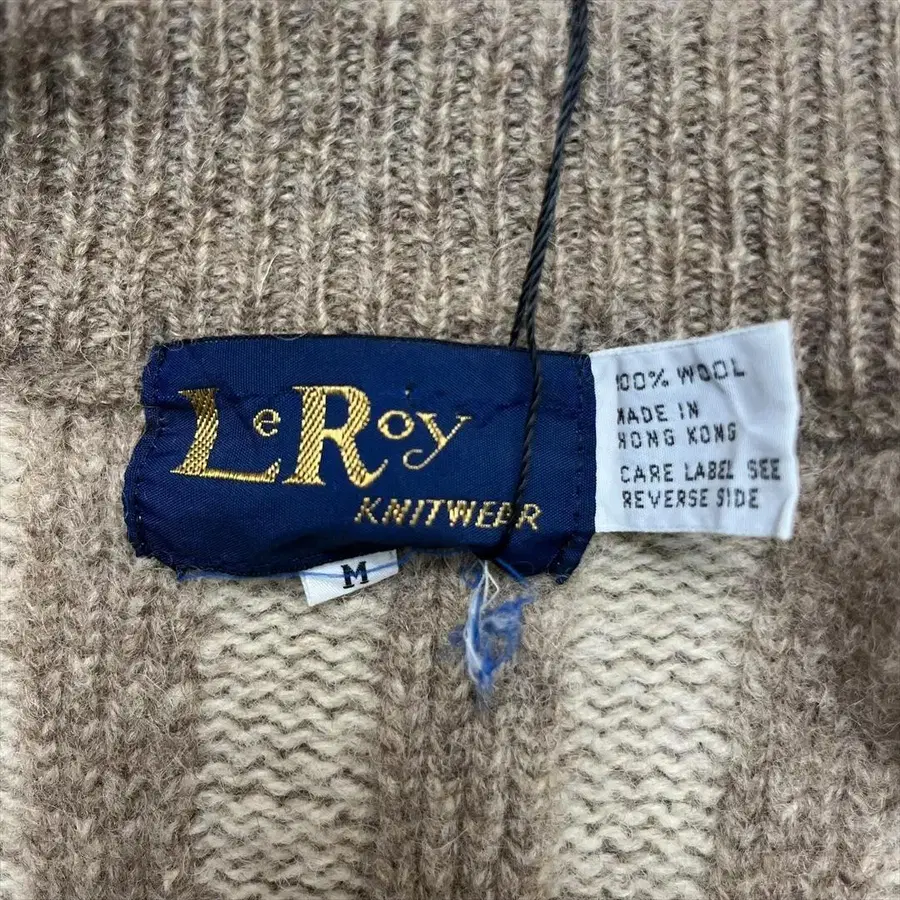 LeRoy
KNITWEAR
M
100% WOOL
MADE IN
HONG KONG
CARE LABEL SEE
REVERSE SIDE